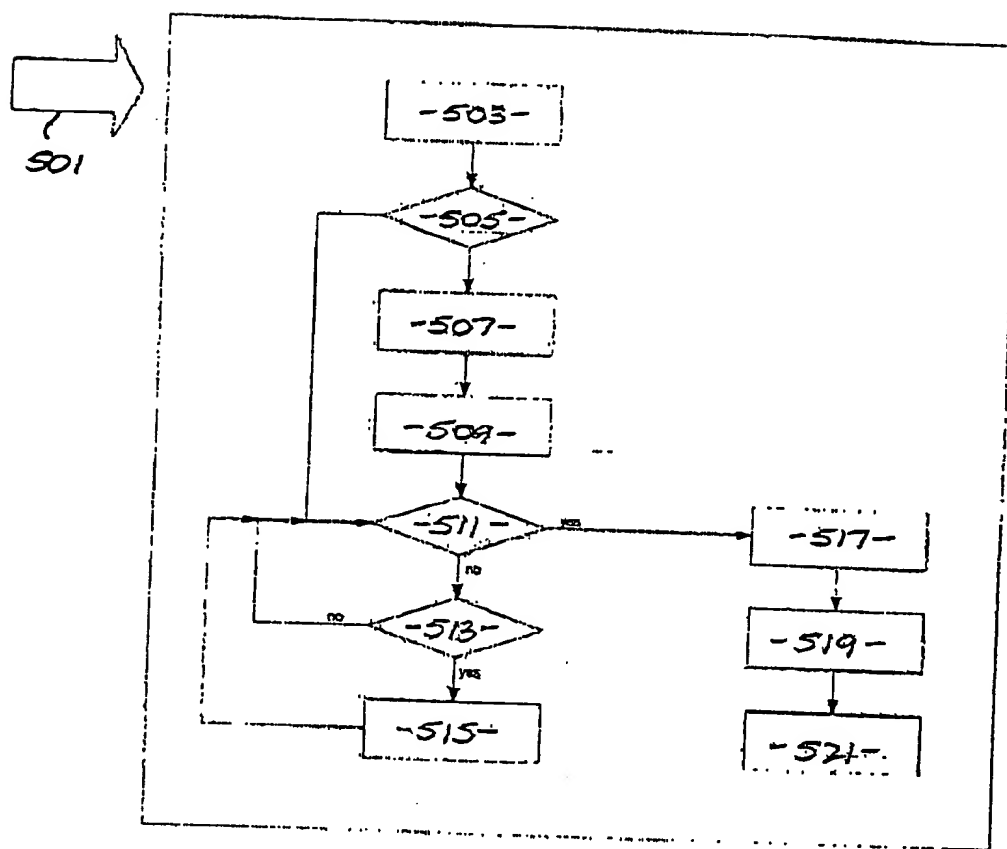 501
-503-
-505-
-507-
-509-
-511-
yes
-517-
no
no
-513-
-519-
yes
-515-
-521-